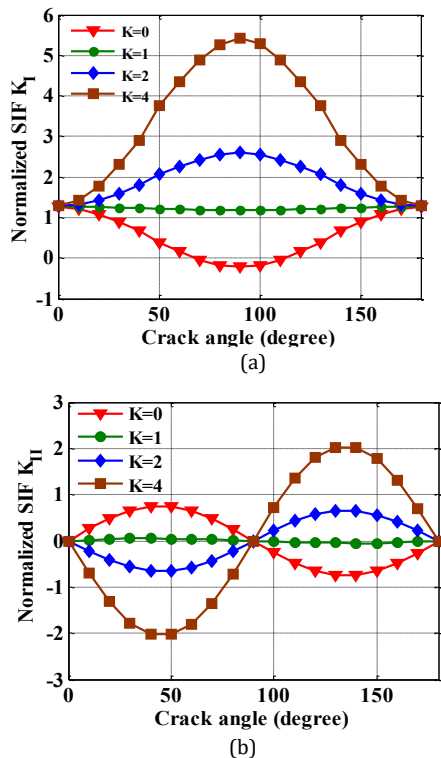 6
5
4
3
2
1
0
-1
Normalized SIF K_I
K=0
K=1
K=2
K=4
0 50 100 150
Crack angle (degree)
(a)
3
2
1
0
-1
-2
-3
Normalized SIF K_II
K=0
K=1
K=2
K=4
0 50 100 150
Crack angle (degree)
(b)